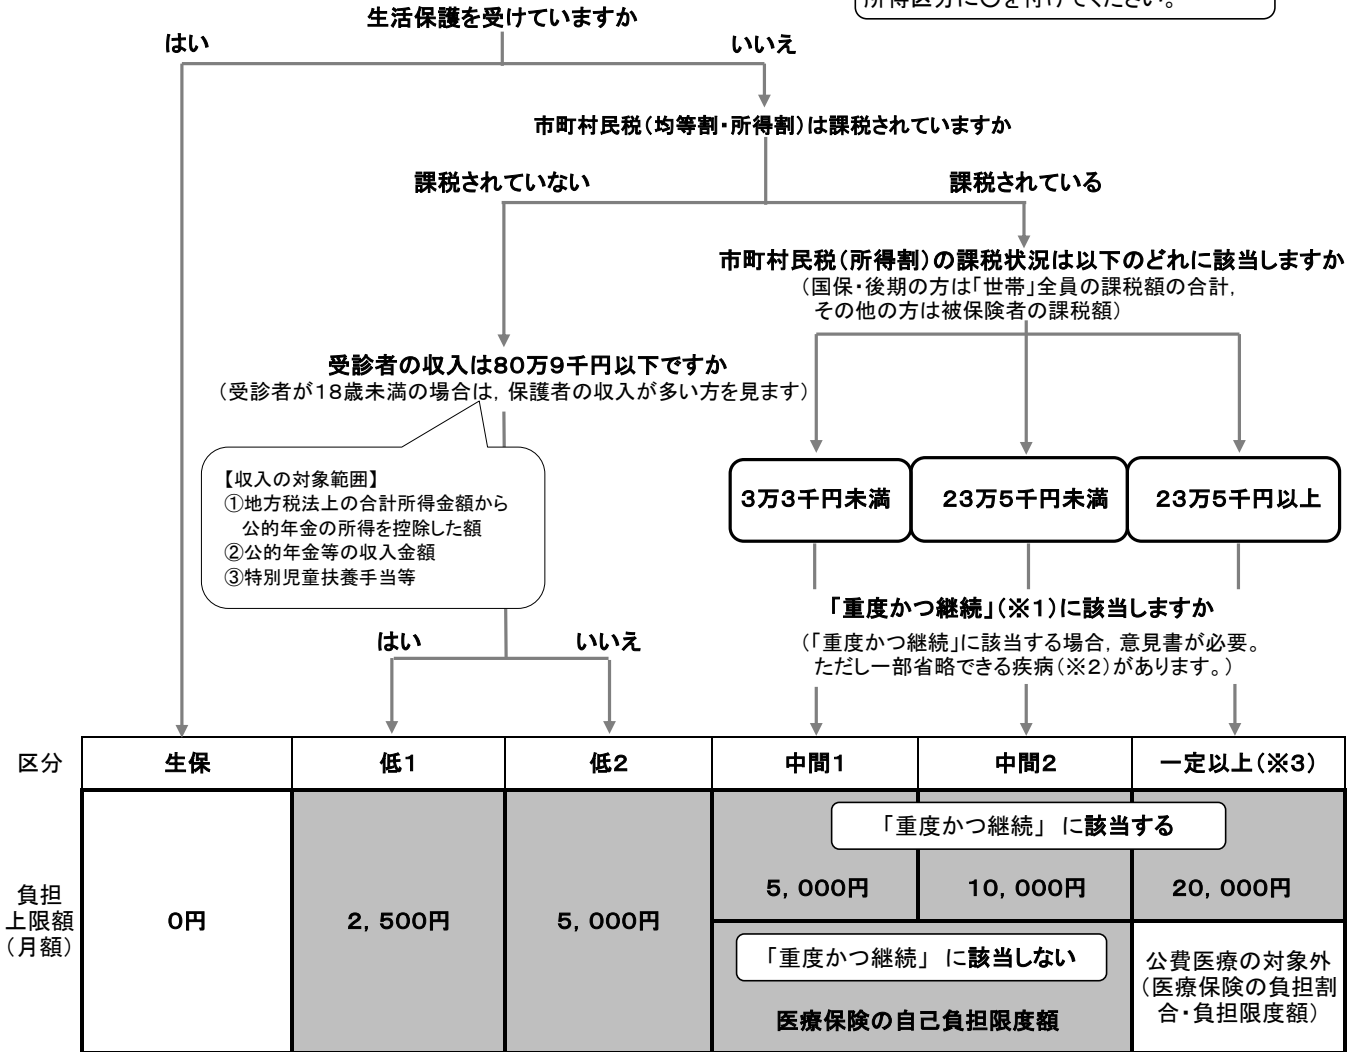 所得区分に○を付けてください。
生活保護を受けていますか
はい
いいえ
市町村民税(均等割・所得割)は課税されていますか
課税されていない
課税されている
市町村民税(所得割)の課税状況は以下のどれに該当しますか
(国保・後期の方は「世帯」全員の課税額の合計,
その他の方は被保険者の課税額)
受診者の収入は80万9千円以下ですか
(受診者が18歳未満の場合は,保護者の収入が多い方を見ます)
【収入の対象範囲】
①地方税法上の合計所得金額から
公的年金の所得を控除した額
②公的年金等の収入金額
③特別児童扶養手当等
3万3千円未満
23万5千円未満
23万5千円以上
「重度かつ継続」(※1)に該当しますか
(「重度かつ継続」に該当する場合,意見書が必要。
ただし一部省略できる疾病(※2)があります。)
はい
いいえ
区分
生保
低1
低2
中間1
中間2
一定以上(※3)
「重度かつ継続」 に該当する
負担
上限額
(月額)
0円
2,500円
5,000円
5,000円
10,000円
20,000円
「重度かつ継続」 に該当しない
医療保険の自己負担限度額
公費医療の対象外
(医療保険の負担割
合・負担限度額)